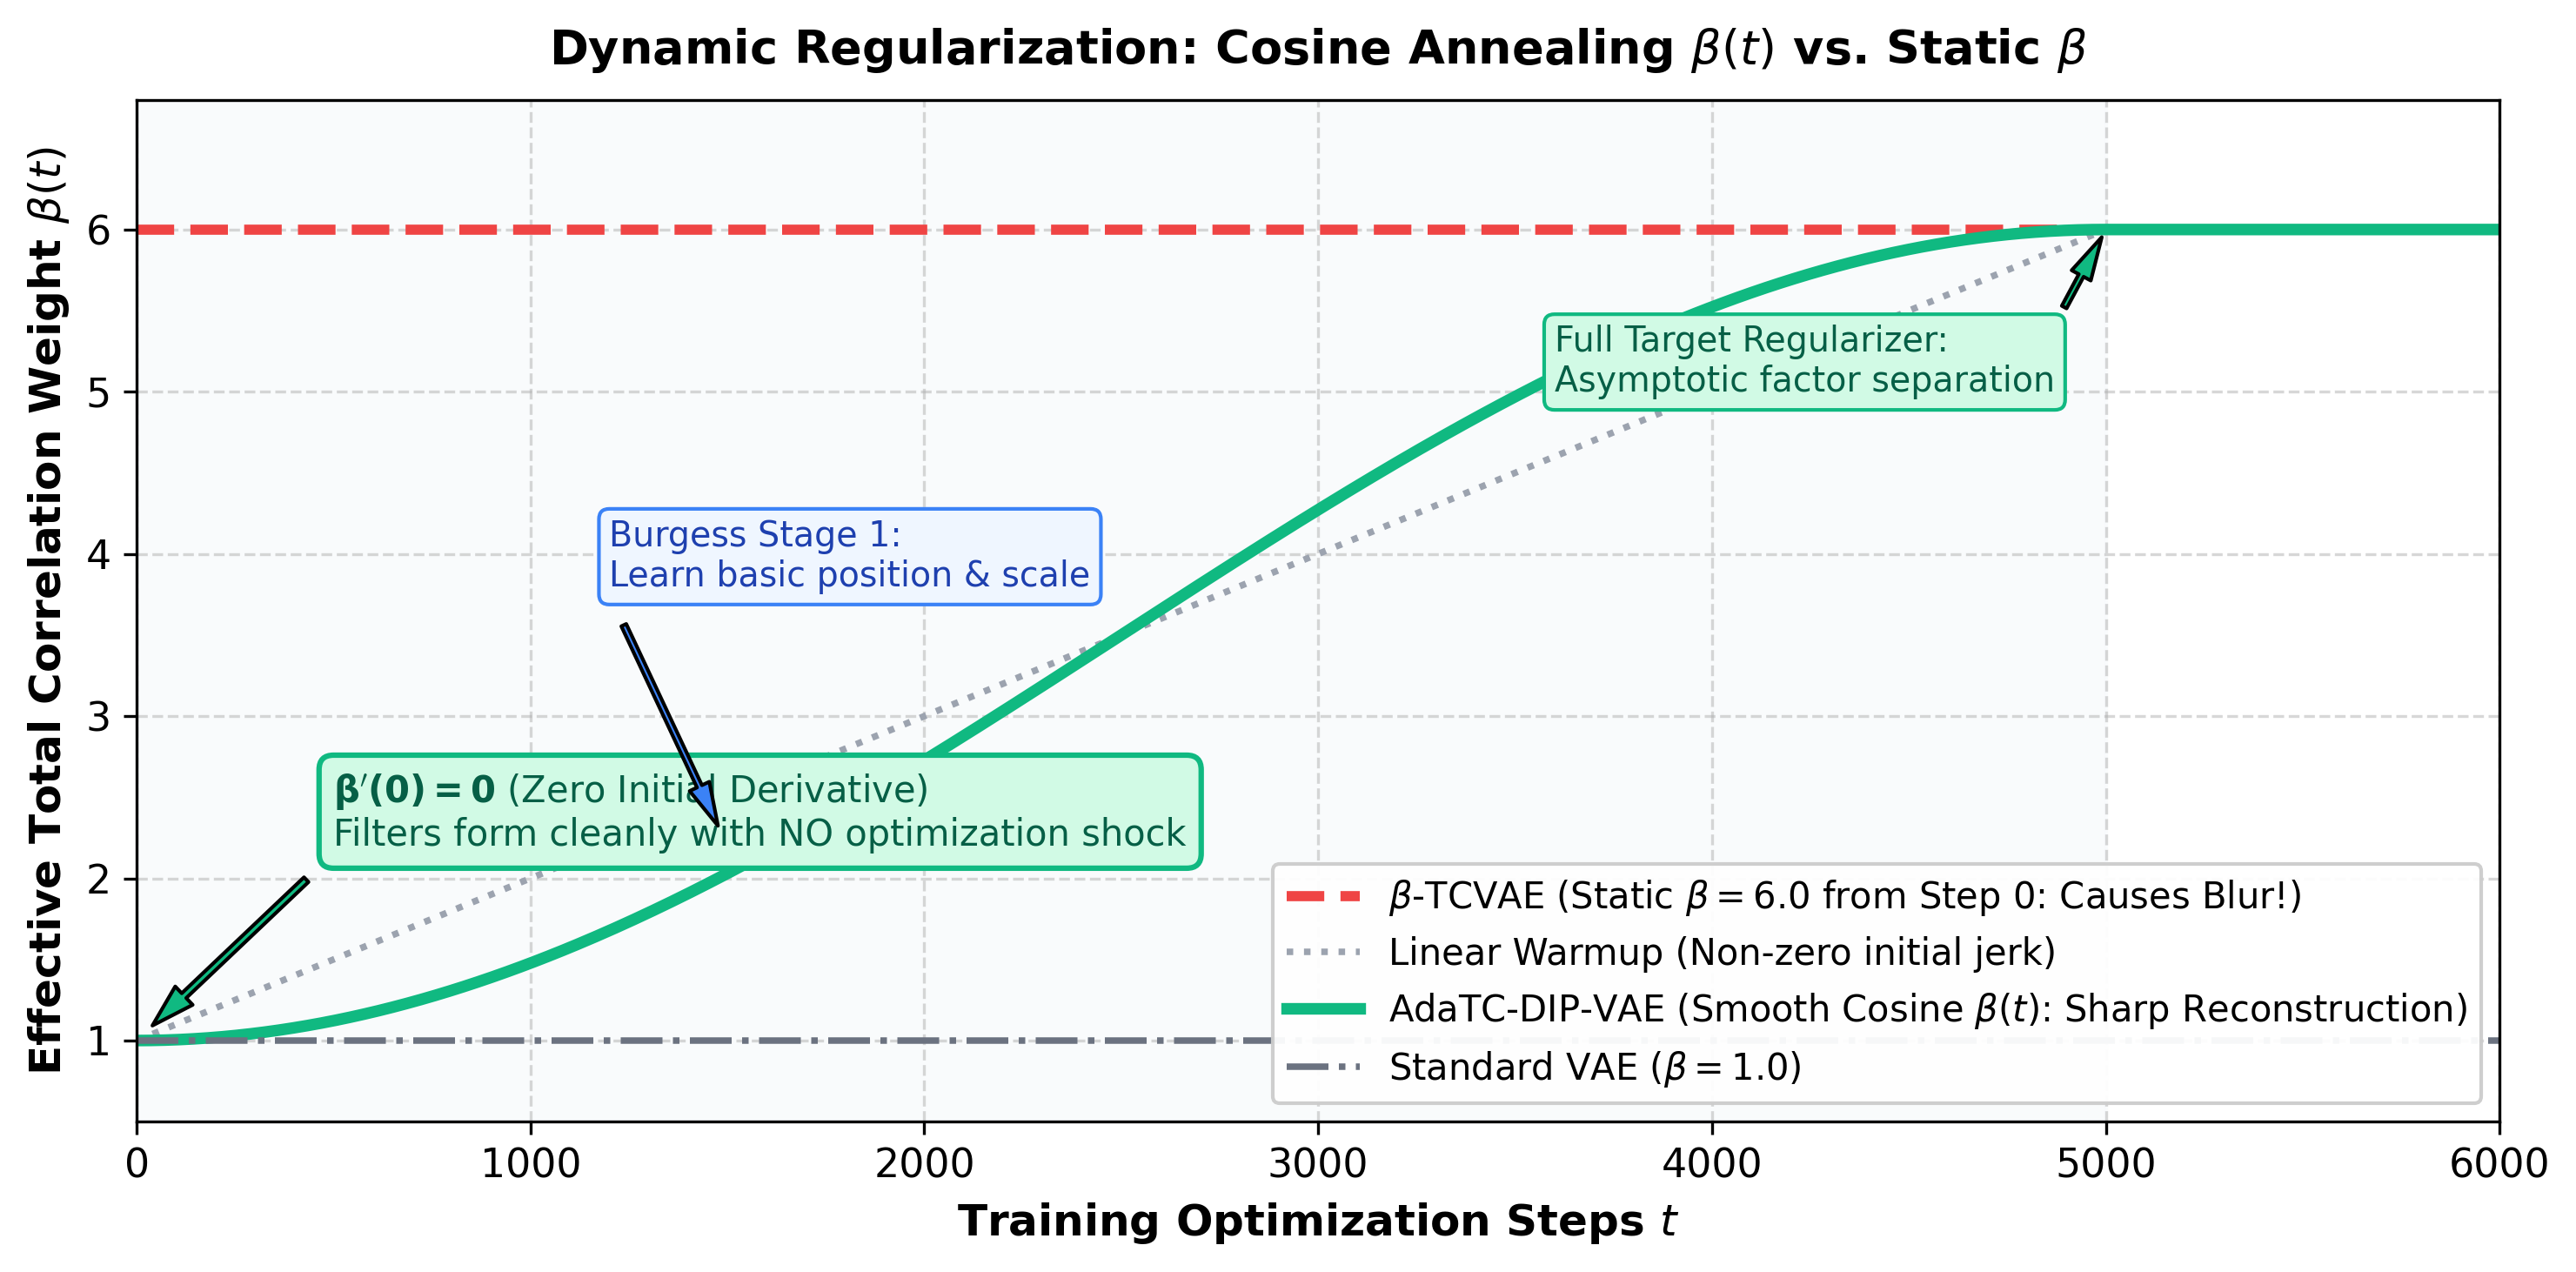 Dynamic Regularization: Cosine Annealing β(t) vs. Static β
Effective Total Correlation Weight β(t)
6
5
4
3
2
1
Full Target Regularizer:
Asymptotic factor separation
Burgess Stage 1:
Learn basic position & scale
β′(0) = 0 (Zero Initial Derivative)
Filters form cleanly with NO optimization shock
β-TCVAE (Static β = 6.0 from Step 0: Causes Blur!)
Linear Warmup (Non-zero initial jerk)
AdaTC-DIP-VAE (Smooth Cosine β(t): Sharp Reconstruction)
Standard VAE (β = 1.0)
0 1000 2000 3000 4000 5000 6000
Training Optimization Steps t